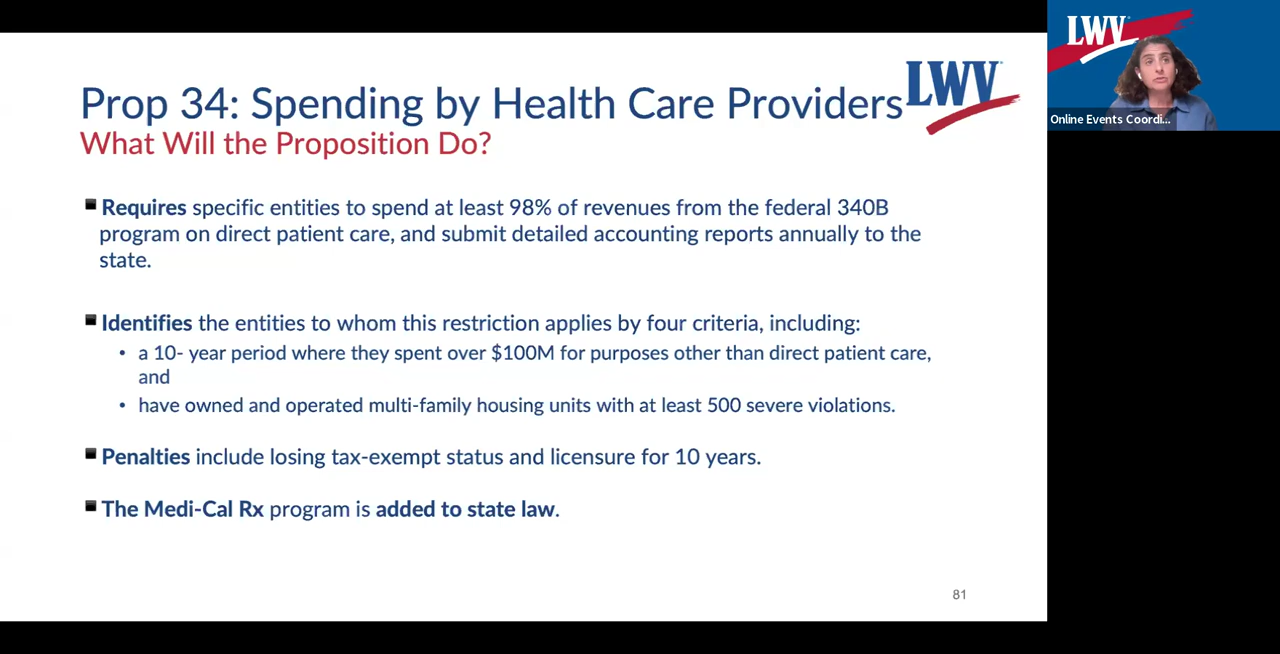 Prop 34: Spending by Health Care Providers
LWV
What Will the Proposition Do?
Requires specific entities to spend at least 98% of revenues from the federal 340B
program on direct patient care, and submit detailed accounting reports annually to the
state.
Identifies the entities to whom this restriction applies by four criteria, including:
• a 10- year period where they spent over $100M for purposes other than direct patient care,
and
• have owned and operated multi-family housing units with at least 500 severe violations.
Penalties include losing tax-exempt status and licensure for 10 years.
The Medi-Cal Rx program is added to state law.
81
LWV
Online Events Coordi...